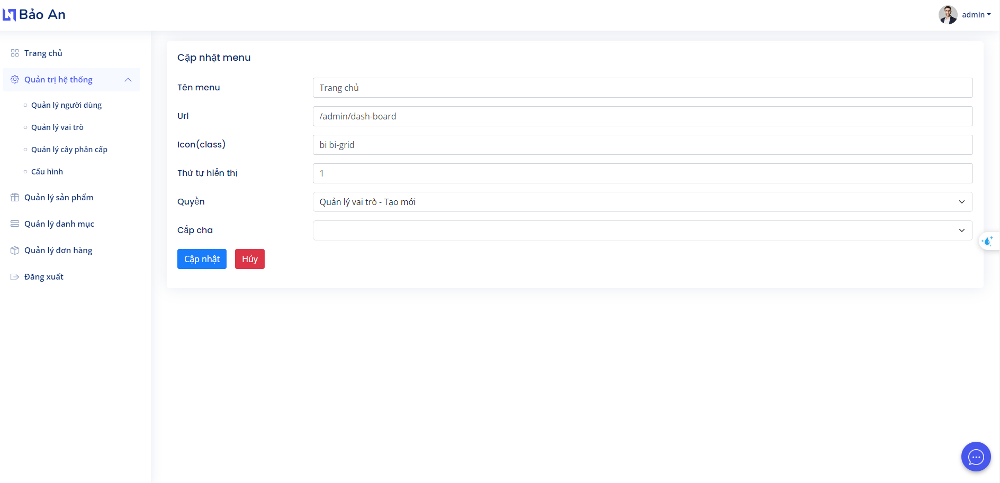 Bảo An
admin
Trang chủ
Quản trị hệ thống
Quản lý người dùng
Quản lý vai trò
Quản lý cây phân cấp
Cấu hình
Quản lý sản phẩm
Quản lý danh mục
Quản lý đơn hàng
Đăng xuất
Cập nhật menu
Tên menu Trang chủ
Url /admin/dash-board
Icon(class) bi bi-grid
Thứ tự hiển thị 1
Quyền Quản lý vai trò - Tạo mới
Cấp cha
Cập nhật Hủy